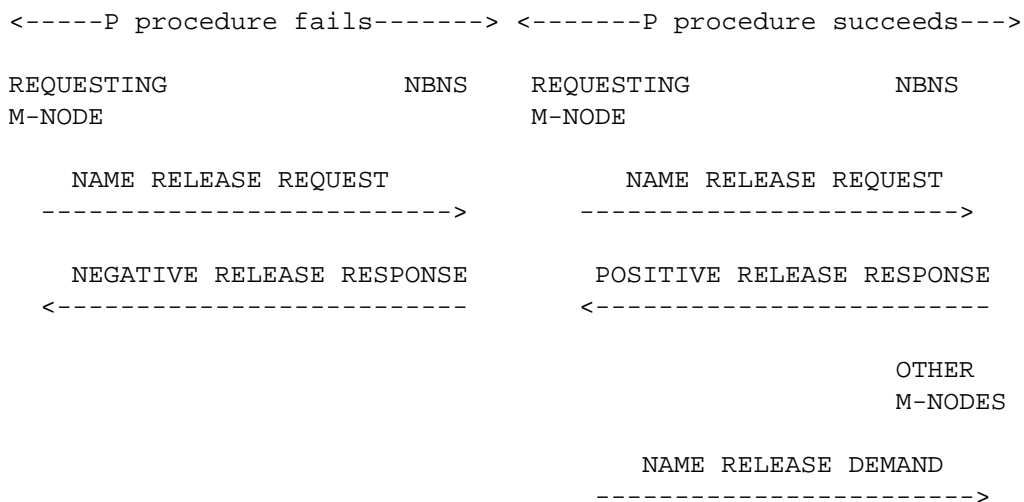 <-----P procedure fails-------> <-------P procedure succeeds--->
REQUESTING                NBNS    REQUESTING             NBNS
M-NODE                            M-NODE
NAME RELEASE REQUEST               NAME RELEASE REQUEST
-------------------------->       ------------------------>
NEGATIVE RELEASE RESPONSE        POSITIVE RELEASE RESPONSE
<--------------------------         <-------------------------
OTHER
M-NODES
NAME RELEASE DEMAND
------------------------>